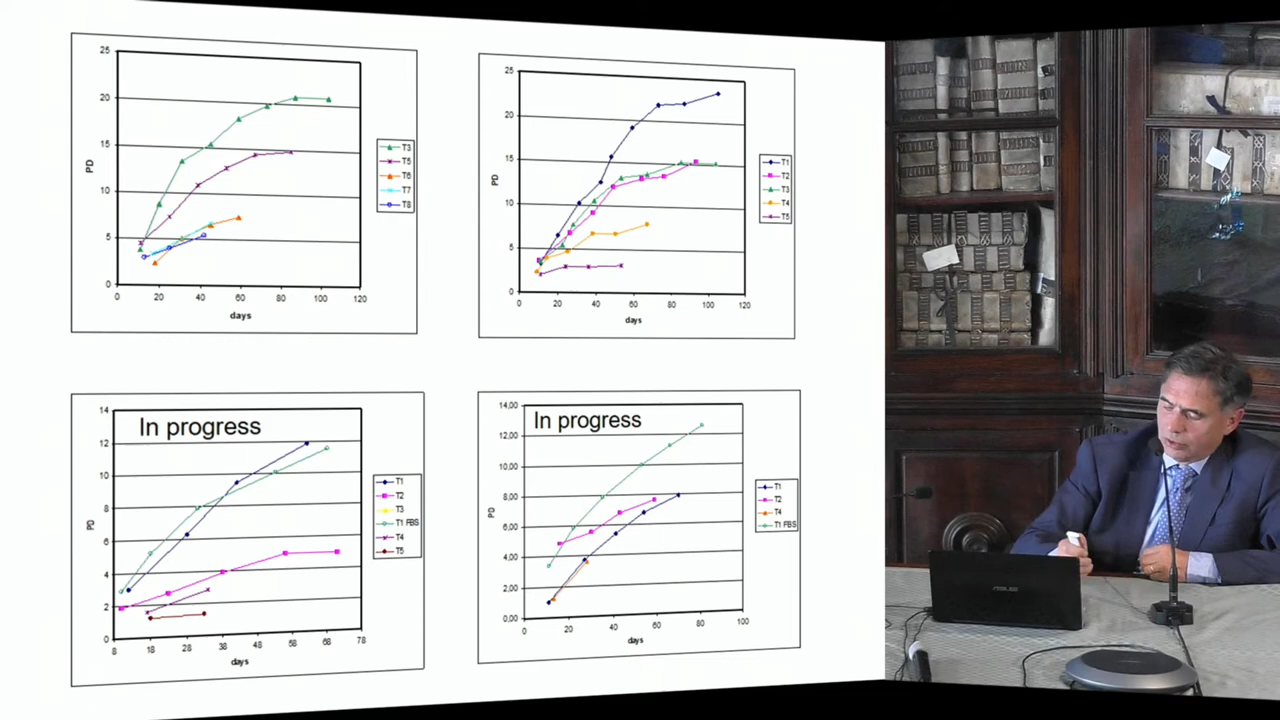 25
20
15
10
5
0
PD
0 20 40 60 80 100 120
days
T3
T5
T6
T7
T8
25
20
15
10
5
0
PD
0 20 40 60 80 100 120
days
T1
T2
T3
T4
T5
In progress
14
12
10
8
6
4
2
0
PD
8 18 28 38 48 58 68 78
days
T1
T2
T3
T1 FBS
T4
T5
In progress
14,00
12,00
10,00
8,00
6,00
4,00
2,00
0,00
PD
0 20 40 60 80 100
days
T1
T2
T4
T1 FBS
ASUS